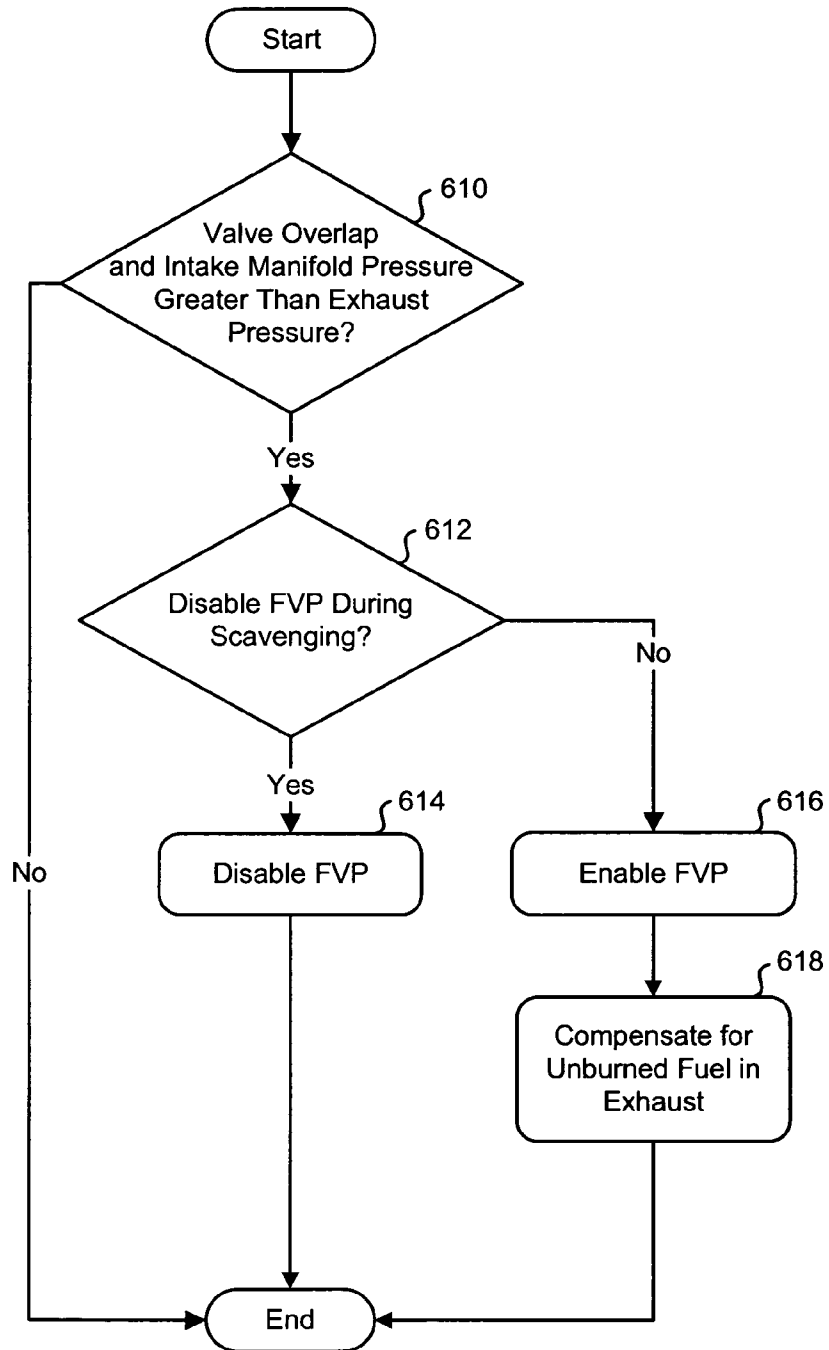 Start
610
Valve Overlap
and Intake Manifold Pressure
Greater Than Exhaust
Pressure?
Yes
612
Disable FVP During
Scavenging?
No
Yes
614
616
No
Disable FVP
Enable FVP
618
Compensate for
Unburned Fuel in
Exhaust
End